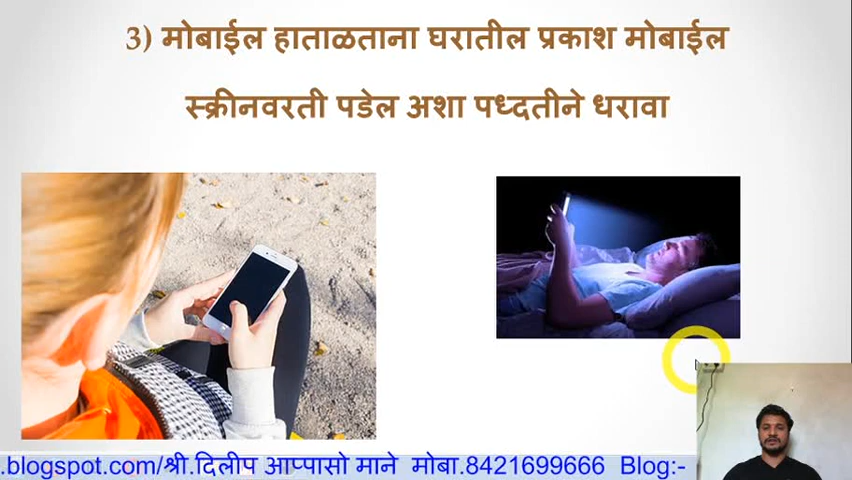 3) मोबाईल हाताळताना घरातील प्रकाश मोबाईल
स्क्रीनवरती पडेल अशा पध्दतीने धरावा
.blogspot.com/श्री.दिलीप आप्पासो माने मोबा.8421699666 Blog:-